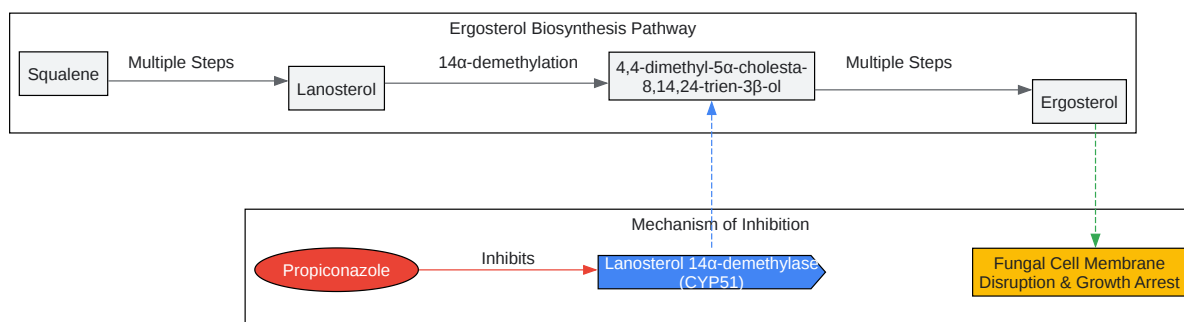 Ergosterol Biosynthesis Pathway
Squalene
Multiple Steps
Lanosterol
14α-demethylation
4,4-dimethyl-5α-cholesta-
8,14,24-trien-3β-ol
Multiple Steps
Ergosterol
Mechanism of Inhibition
Propiconazole
Inhibits
Lanosterol 14α-demethylase
(CYP51)
Fungal Cell Membrane
Disruption & Growth Arrest